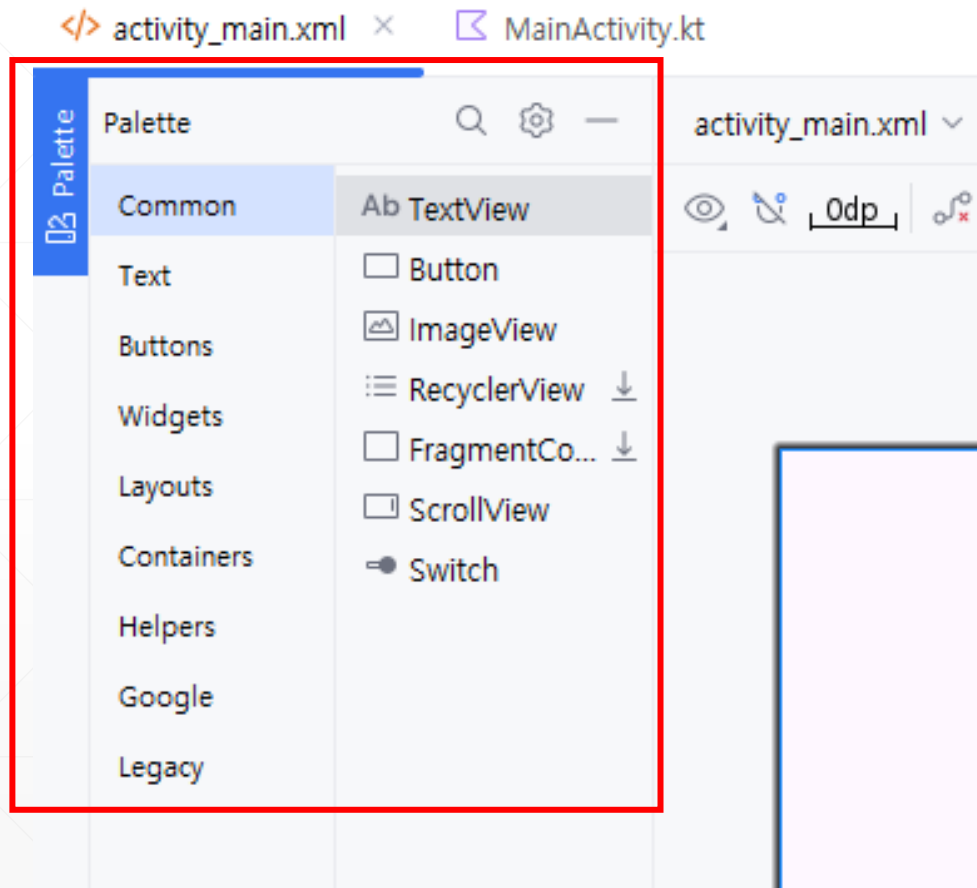 activity_main.xml
MainActivity.kt
Palette
Palette
activity_main.xml
0dp
Common
Text
Buttons
Widgets
Layouts
Containers
Helpers
Google
Legacy
Ab TextView
Button
ImageView
RecyclerView
FragmentCo...
ScrollView
Switch